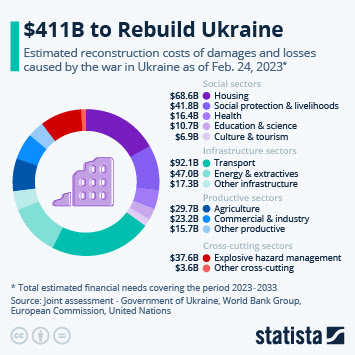 $411B to Rebuild Ukraine
Estimated reconstruction costs of damages and losses
caused by the war in Ukraine as of Feb. 24, 2023*
Social sectors
$68.6B Housing
$41.8B Social protection & livelihoods
$16.4B Health
$10.7B Education & science
$6.9B Culture & tourism
Infrastructure sectors
$92.1B Transport
$47.0B Energy & extractives
$17.3B Other infrastructure
Productive sectors
$29.7B Agriculture
$23.2B Commercial & industry
$15.7B Other productive
Cross-cutting sectors
$37.6B Explosive hazard management
$3.6B Other cross-cutting
* Total estimated financial needs covering the period 2023-2033
Source: Joint assessment - Government of Ukraine, World Bank Group,
European Commission, United Nations
cc
statista